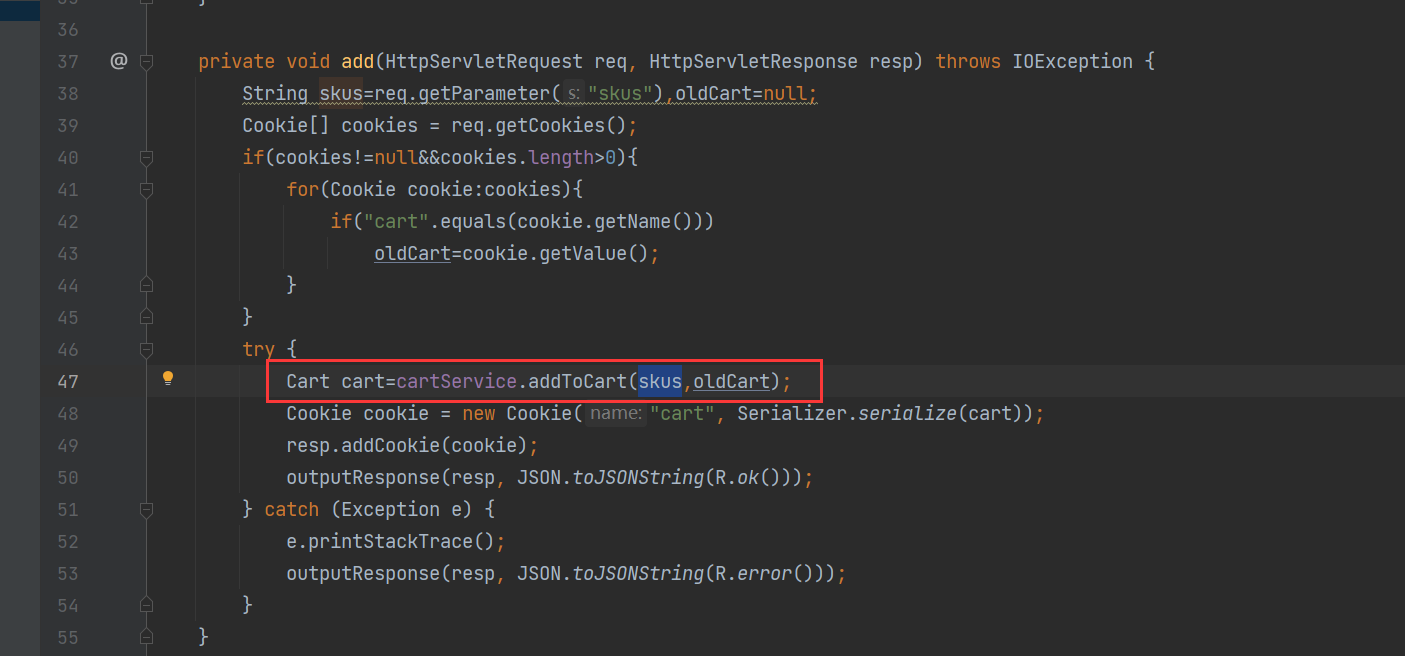 35 }
36
37 @ private void add(HttpServletRequest req, HttpServletResponse resp) throws IOException {
38 String skus=req.getParameter( s: "skus"),oldCart=null;
39 Cookie[] cookies = req.getCookies();
40 if(cookies!=null&&cookies.length>0){
41 for(Cookie cookie:cookies){
42 if("cart".equals(cookie.getName()))
43 oldCart=cookie.getValue();
44 }
45 }
46 try {
47 Cart cart=cartService.addToCart(skus,oldCart);
48 Cookie cookie = new Cookie( name: "cart", Serializer.serialize(cart));
49 resp.addCookie(cookie);
50 outputResponse(resp, JSON.toJSONString(R.ok()));
51 } catch (Exception e) {
52 e.printStackTrace();
53 outputResponse(resp, JSON.toJSONString(R.error()));
54 }
55 }